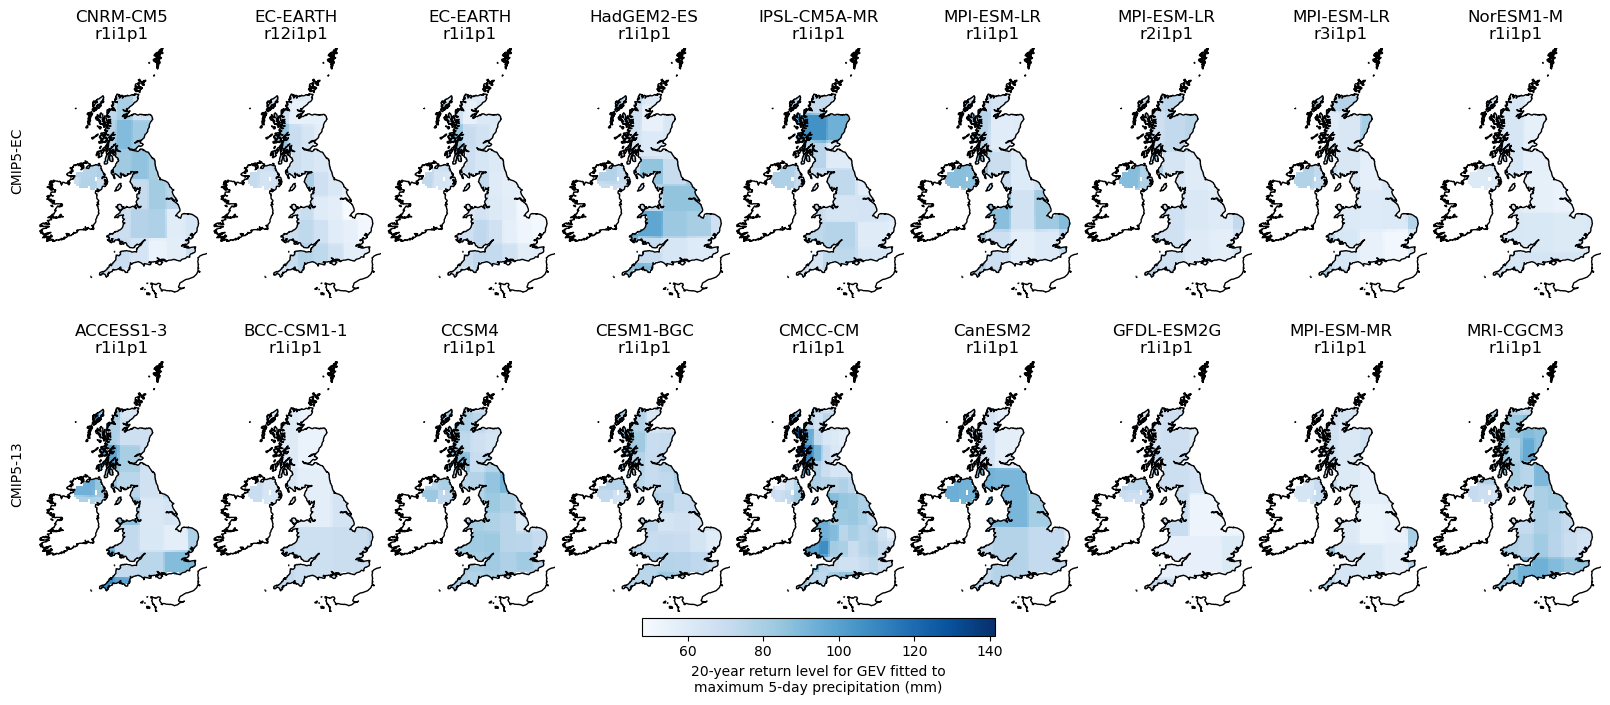 CNRM-CM5
r1i1p1
EC-EARTH
r12i1p1
EC-EARTH
r1i1p1
HadGEM2-ES
r1i1p1
IPSL-CM5A-MR
r1i1p1
MPI-ESM-LR
r1i1p1
MPI-ESM-LR
r2i1p1
MPI-ESM-LR
r3i1p1
NorESM1-M
r1i1p1
CMIP5-EC
ACCESS1-3
r1i1p1
BCC-CSM1-1
r1i1p1
CCSM4
r1i1p1
CESM1-BGC
r1i1p1
CMCC-CM
r1i1p1
CanESM2
r1i1p1
GFDL-ESM2G
r1i1p1
MPI-ESM-MR
r1i1p1
MRI-CGCM3
r1i1p1
CMIP5-13
60 80 100 120 140
20-year return level for GEV fitted to
maximum 5-day precipitation (mm)